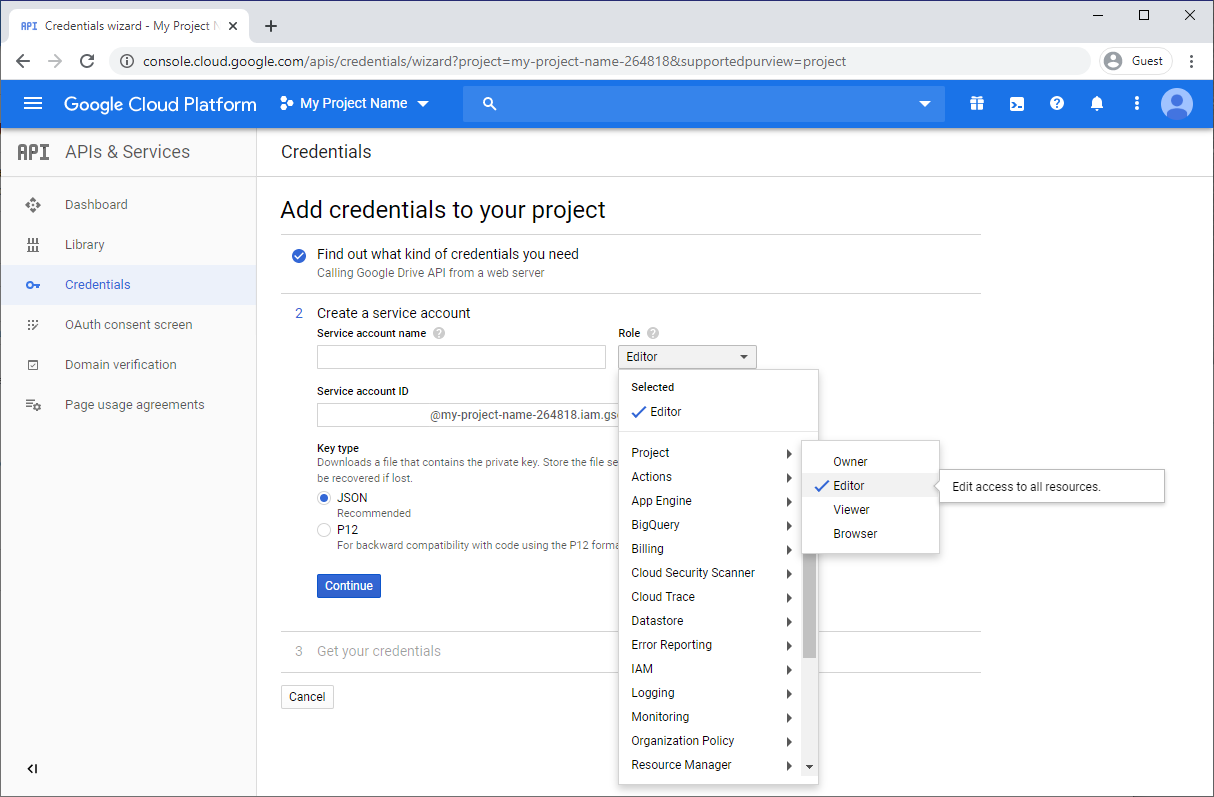 API Credentials wizard - My Project
console.cloud.google.com/apis/credentials/wizard?project=my-project-name-264818&supportedpurview=project
Guest
Google Cloud Platform
My Project Name
API APIs & Services
Credentials
Dashboard
Library
Credentials
OAuth consent screen
Domain verification
Page usage agreements
Add credentials to your project
Find out what kind of credentials you need
Calling Google Drive API from a web server
2 Create a service account
Service account name ?
Role ?
Editor
Service account ID
@my-project-name-264818.iam.gs
Key type
Downloads a file that contains the private key. Store the file se
be recovered if lost.
JSON
Recommended
P12
For backward compatibility with code using the P12 forma
Continue
3 Get your credentials
Cancel
Selected
Editor
Project
Actions
App Engine
BigQuery
Billing
Cloud Security Scanner
Cloud Trace
Datastore
Error Reporting
IAM
Logging
Monitoring
Organization Policy
Resource Manager
Owner
Editor
Viewer
Browser
Edit access to all resources.